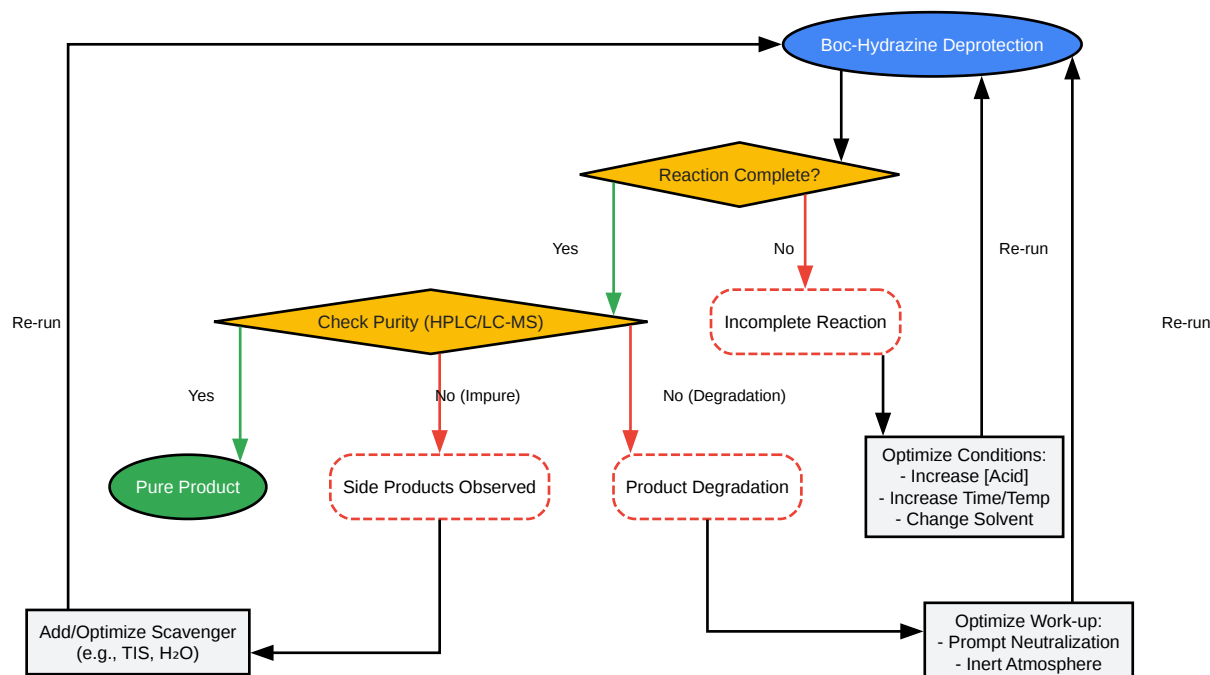 Boc-Hydrazine Deprotection
Reaction Complete?
Yes
No
Re-run
Re-run
Re-run
Check Purity (HPLC/LC-MS)
Incomplete Reaction
Yes
No (Impure)
No (Degradation)
Pure Product
Side Products Observed
Product Degradation
Optimize Conditions:
- Increase [Acid]
- Increase Time/Temp
- Change Solvent
Add/Optimize Scavenger
(e.g., TIS, H₂O)
Optimize Work-up:
- Prompt Neutralization
- Inert Atmosphere